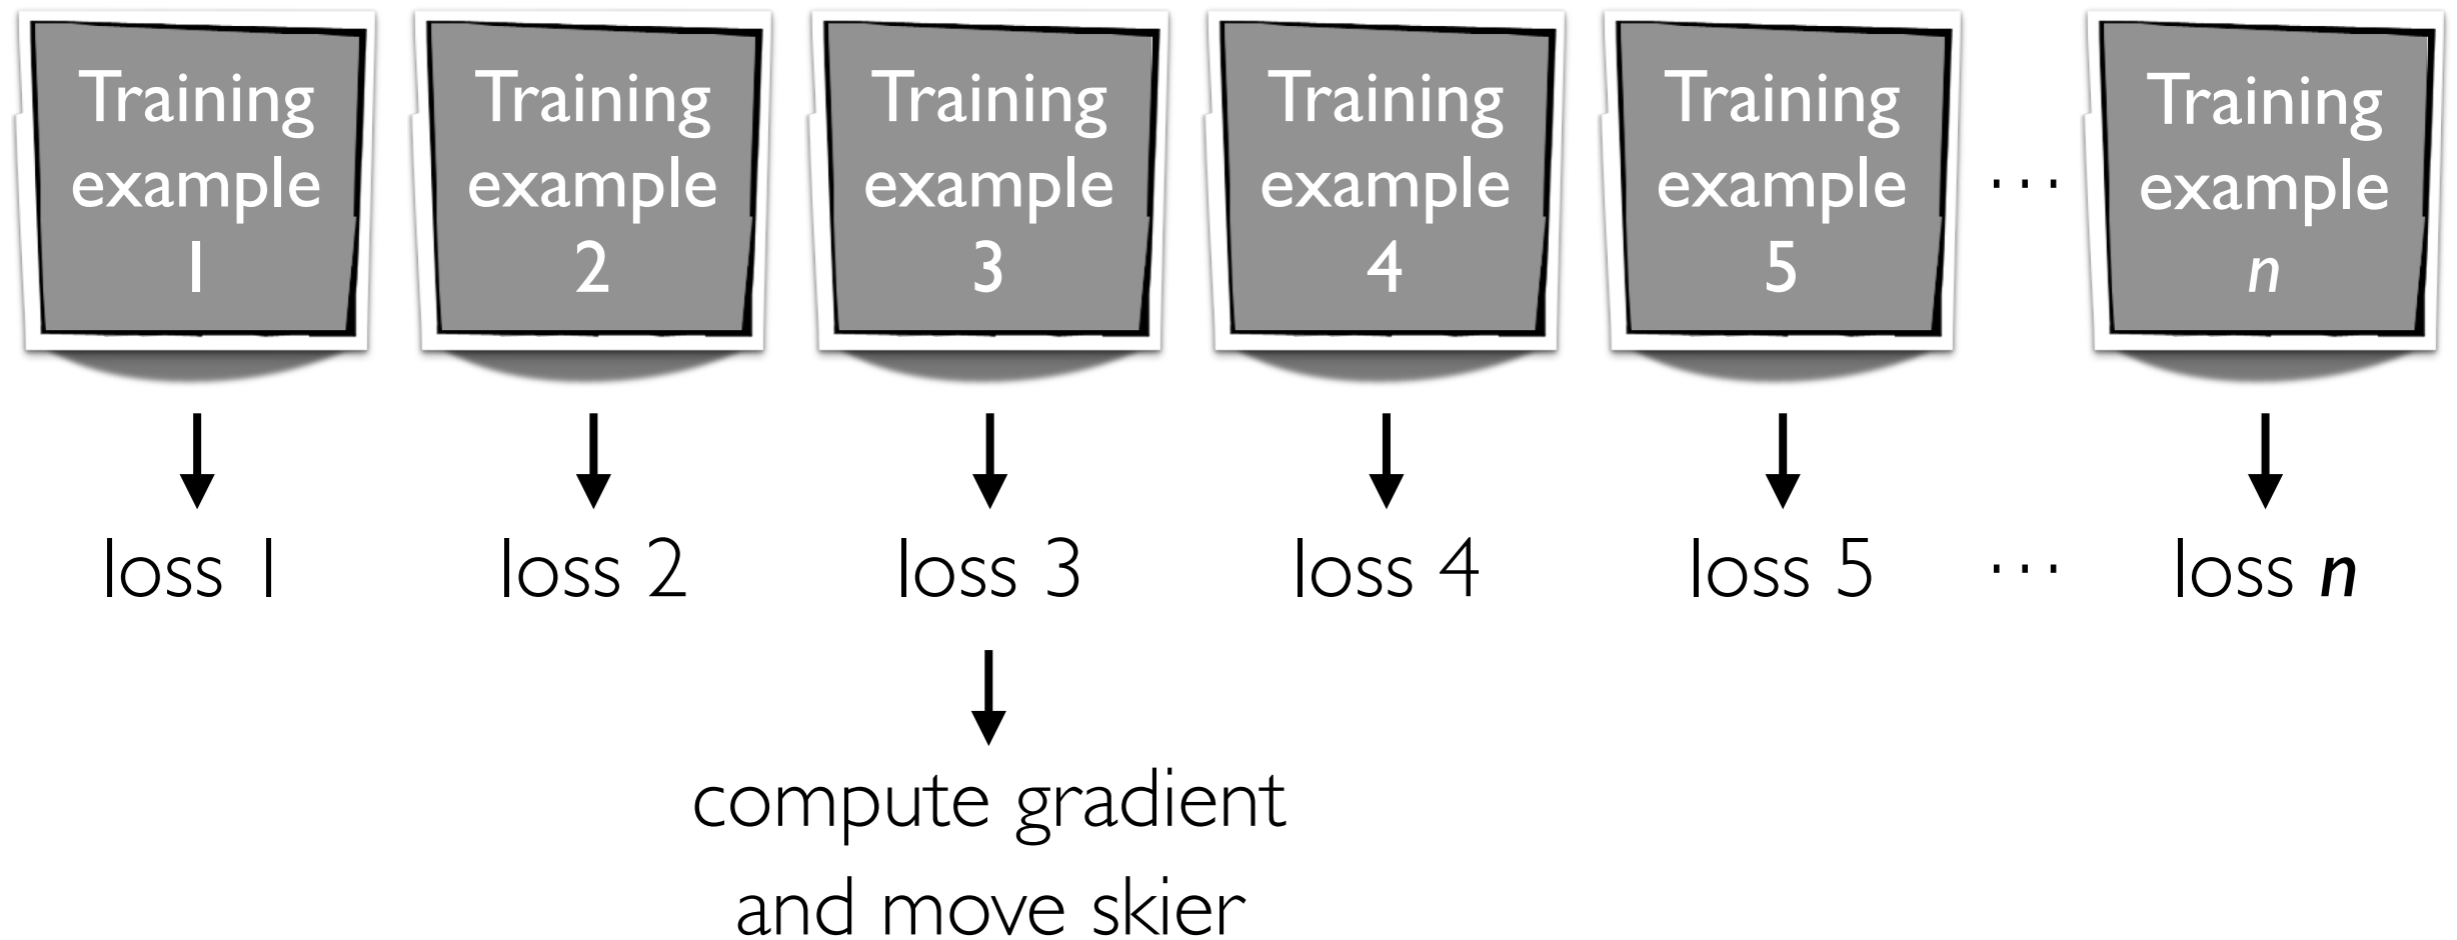 Training
example
1
Training
example
2
Training
example
3
Training
example
4
Training
example
5
...
Training
example
n
loss 1
loss 2
loss 3
loss 4
loss 5
...
loss n
compute gradient
and move skier